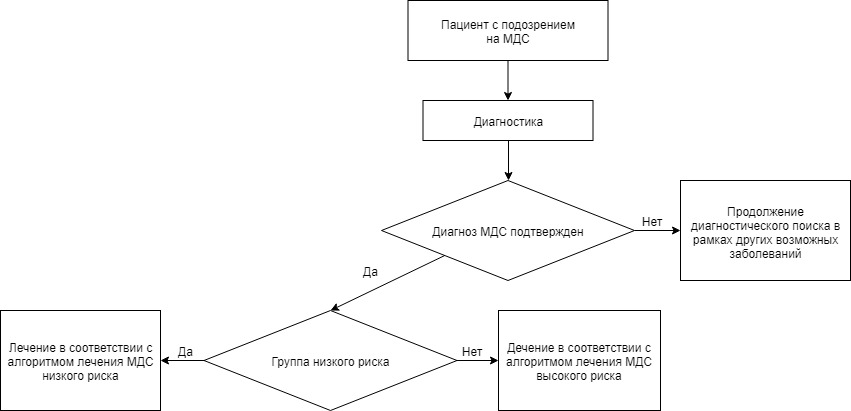 Пациент с подозрением
на МДС
Диагностика
Диагноз МДС подтвержден
Нет
Продолжение
диагностического поиска в
рамках других возможных
заболеваний
Да
Лечение в соответствии с
алгоритмом лечения МДС
низкого риска
Да
Группа низкого риска
Нет
Дечение в соответствии с
алгоритмом лечения МДС
высокого риска